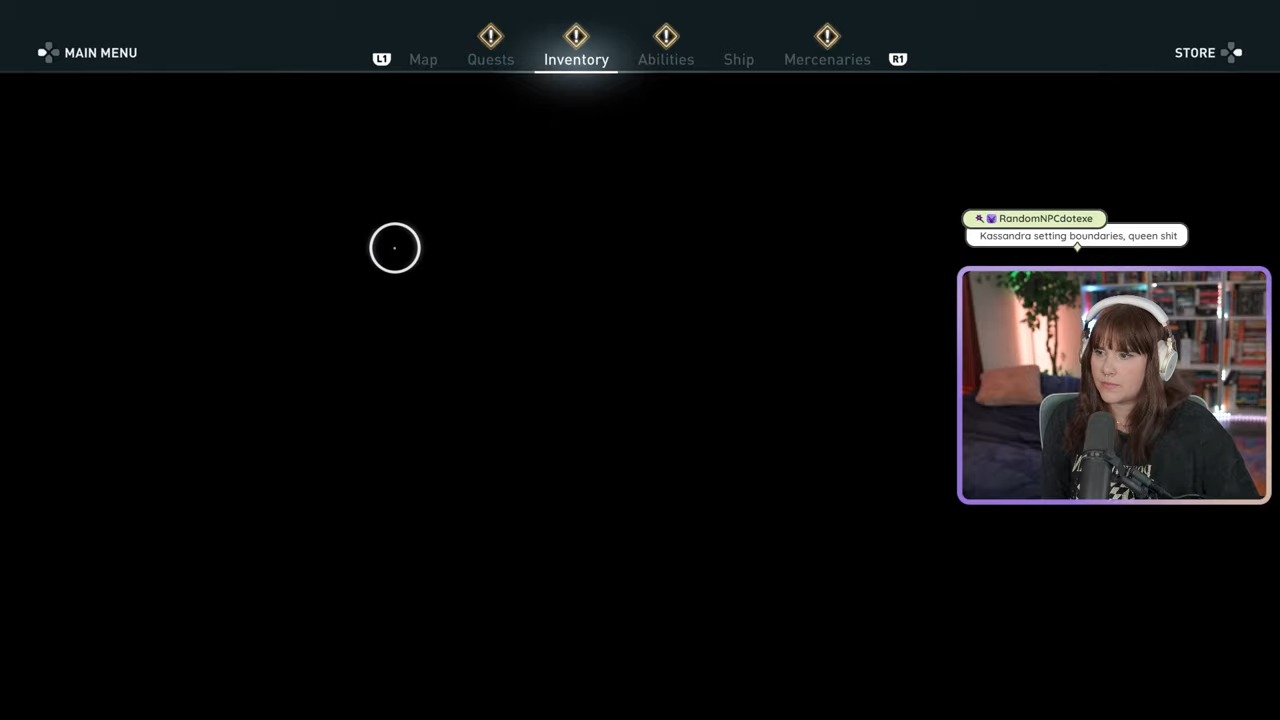 MAIN MENU
L1 Map Quests Inventory Abilities Ship Mercenaries R1
STORE
RandomNPCdotexe
Kassandra setting boundaries, queen shit